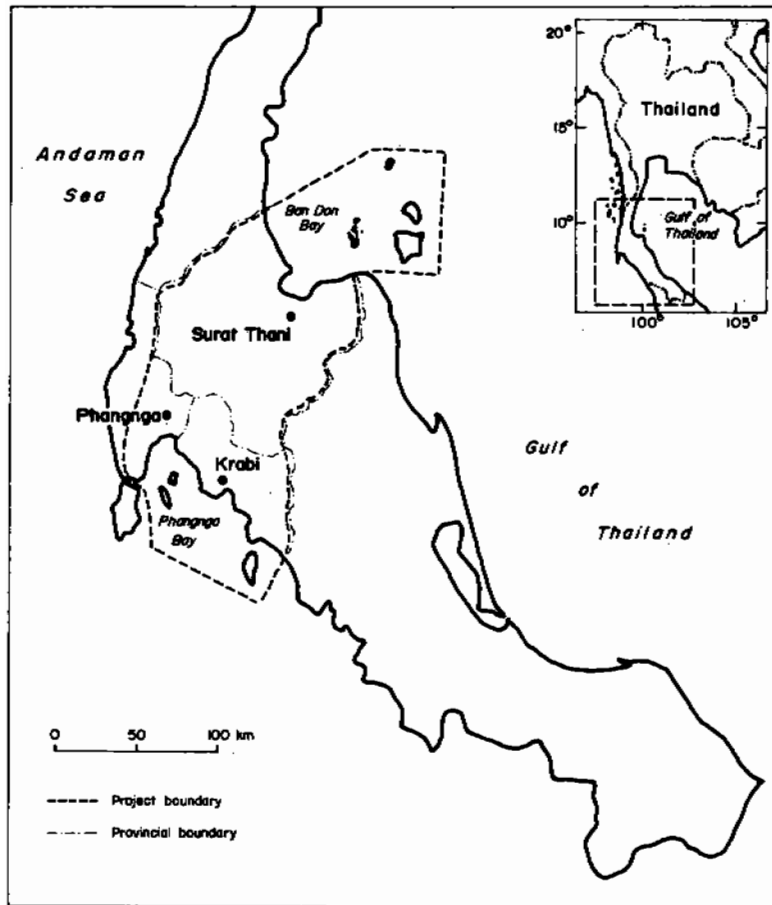 Andaman
Sea
Ban Don
Bay
Surat Thani
Phangnga
Krabi
Phangnga
Bay
Gulf
of
Thailand
20°
15°
10°
Thailand
Gulf of
Thailand
100°
105°
0 50 100 km
Project boundary
Provincial boundary